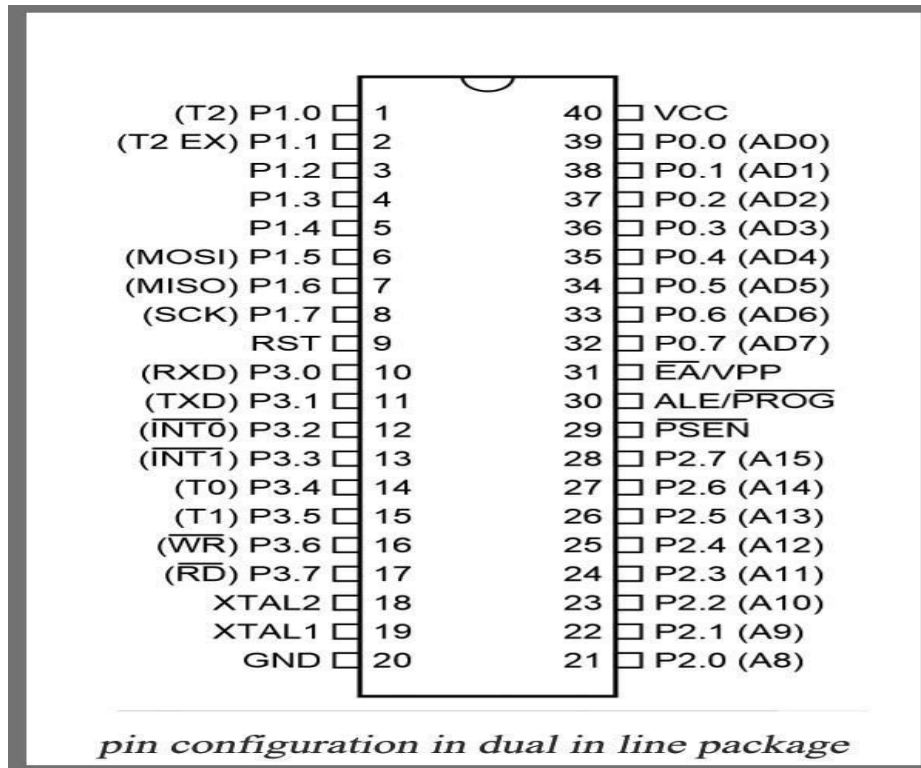 (T2) P1.0 1 40 VCC
(T2 EX) P1.1 2 39 P0.0 (AD0)
P1.2 3 38 P0.1 (AD1)
P1.3 4 37 P0.2 (AD2)
P1.4 5 36 P0.3 (AD3)
(MOSI) P1.5 6 35 P0.4 (AD4)
(MISO) P1.6 7 34 P0.5 (AD5)
(SCK) P1.7 8 33 P0.6 (AD6)
RST 9 32 P0.7 (AD7)
(RXD) P3.0 10 31 E̅A̅/VPP
(TXD) P3.1 11 30 ALE/P̅R̅O̅G̅
(I̅N̅T̅0̅) P3.2 12 29 P̅S̅E̅N̅
(I̅N̅T̅1̅) P3.3 13 28 P2.7 (A15)
(T0) P3.4 14 27 P2.6 (A14)
(T1) P3.5 15 26 P2.5 (A13)
(W̅R̅) P3.6 16 25 P2.4 (A12)
(R̅D̅) P3.7 17 24 P2.3 (A11)
XTAL2 18 23 P2.2 (A10)
XTAL1 19 22 P2.1 (A9)
GND 20 21 P2.0 (A8)
pin configuration in dual in line package